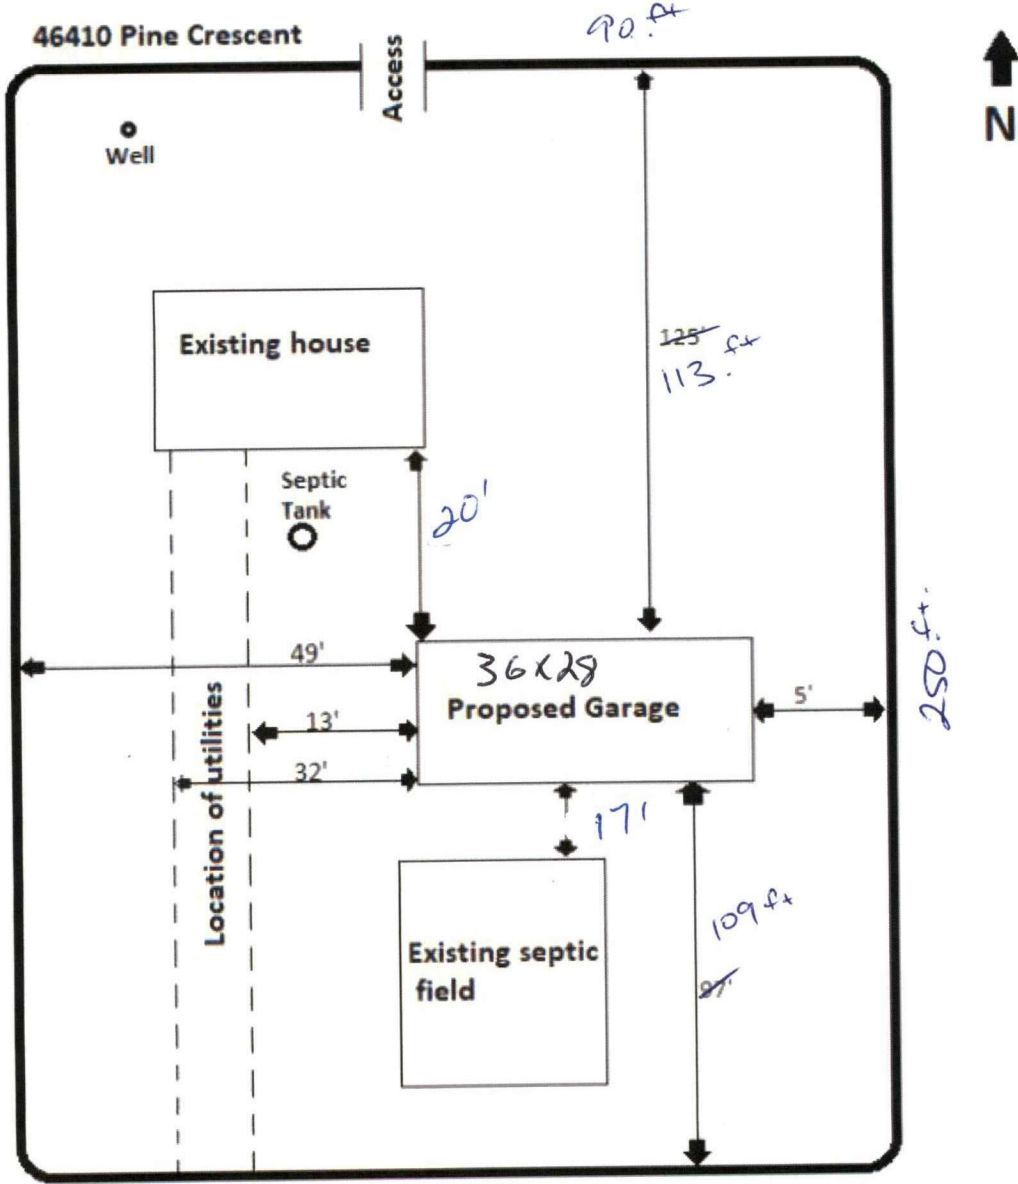 46410 Pine Crescent
90 ft
Access
N
Well
Existing house
125'
113 ft
Septic
Tank
20'
250 ft.
49'
36X28
Proposed Garage
5'
13'
32'
Location of utilities
17'
109 ft
Existing septic
field